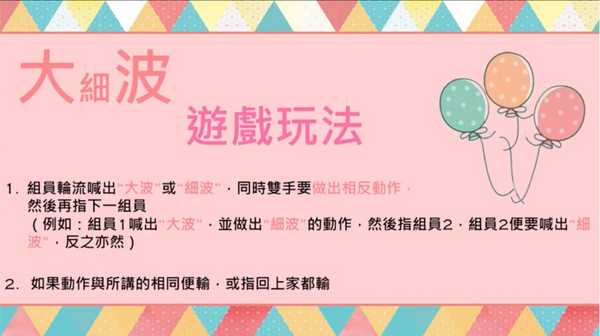 大細波
遊戲玩法
1. 組員輪流喊出“大波”或“細波”，同時雙手要做出相反動作，
然後再指下一組員
（例如：組員1喊出“大波”，並做出“細波”的動作，然後指組員2，組員2便要喊出“細
波”，反之亦然）
2. 如果動作與所講的相同便輸，或指回上家都輸